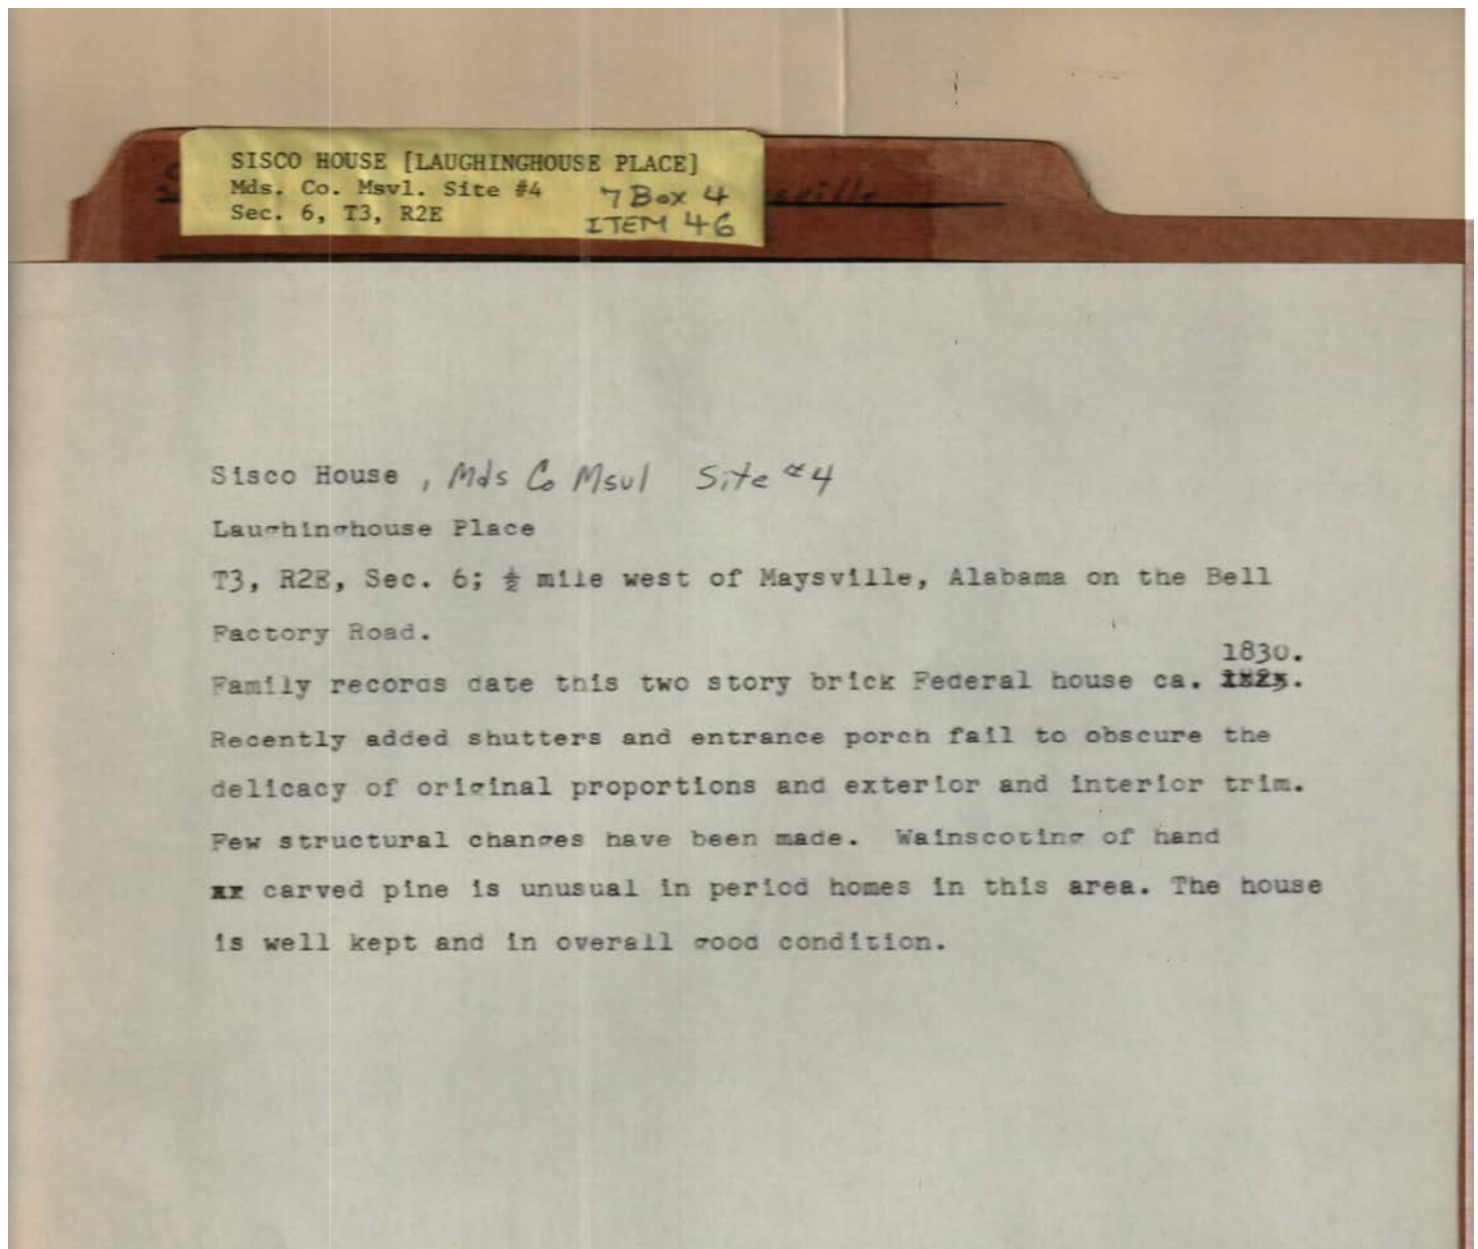 SISCO HOUSE [LAUGHINGHOUSE PLACE]
Mds. Co. Msvl. Site #4 7 Box 4
Sec. 6, T3, R2E ITEM 46
Sisco House, Mds Co Msvl Site #4
Laughinghouse Place
T3, R2E, Sec. 6; ½ mile west of Maysville, Alabama on the Bell
Factory Road.
1830.
Family records date this two story brick Federal house ca.
Recently added shutters and entrance porch fail to obscure the
delicacy of original proportions and exterior and interior trim.
Few structural changes have been made. Wainscoting of hand
carved pine is unusual in period homes in this area. The house
is well kept and in overall good condition.